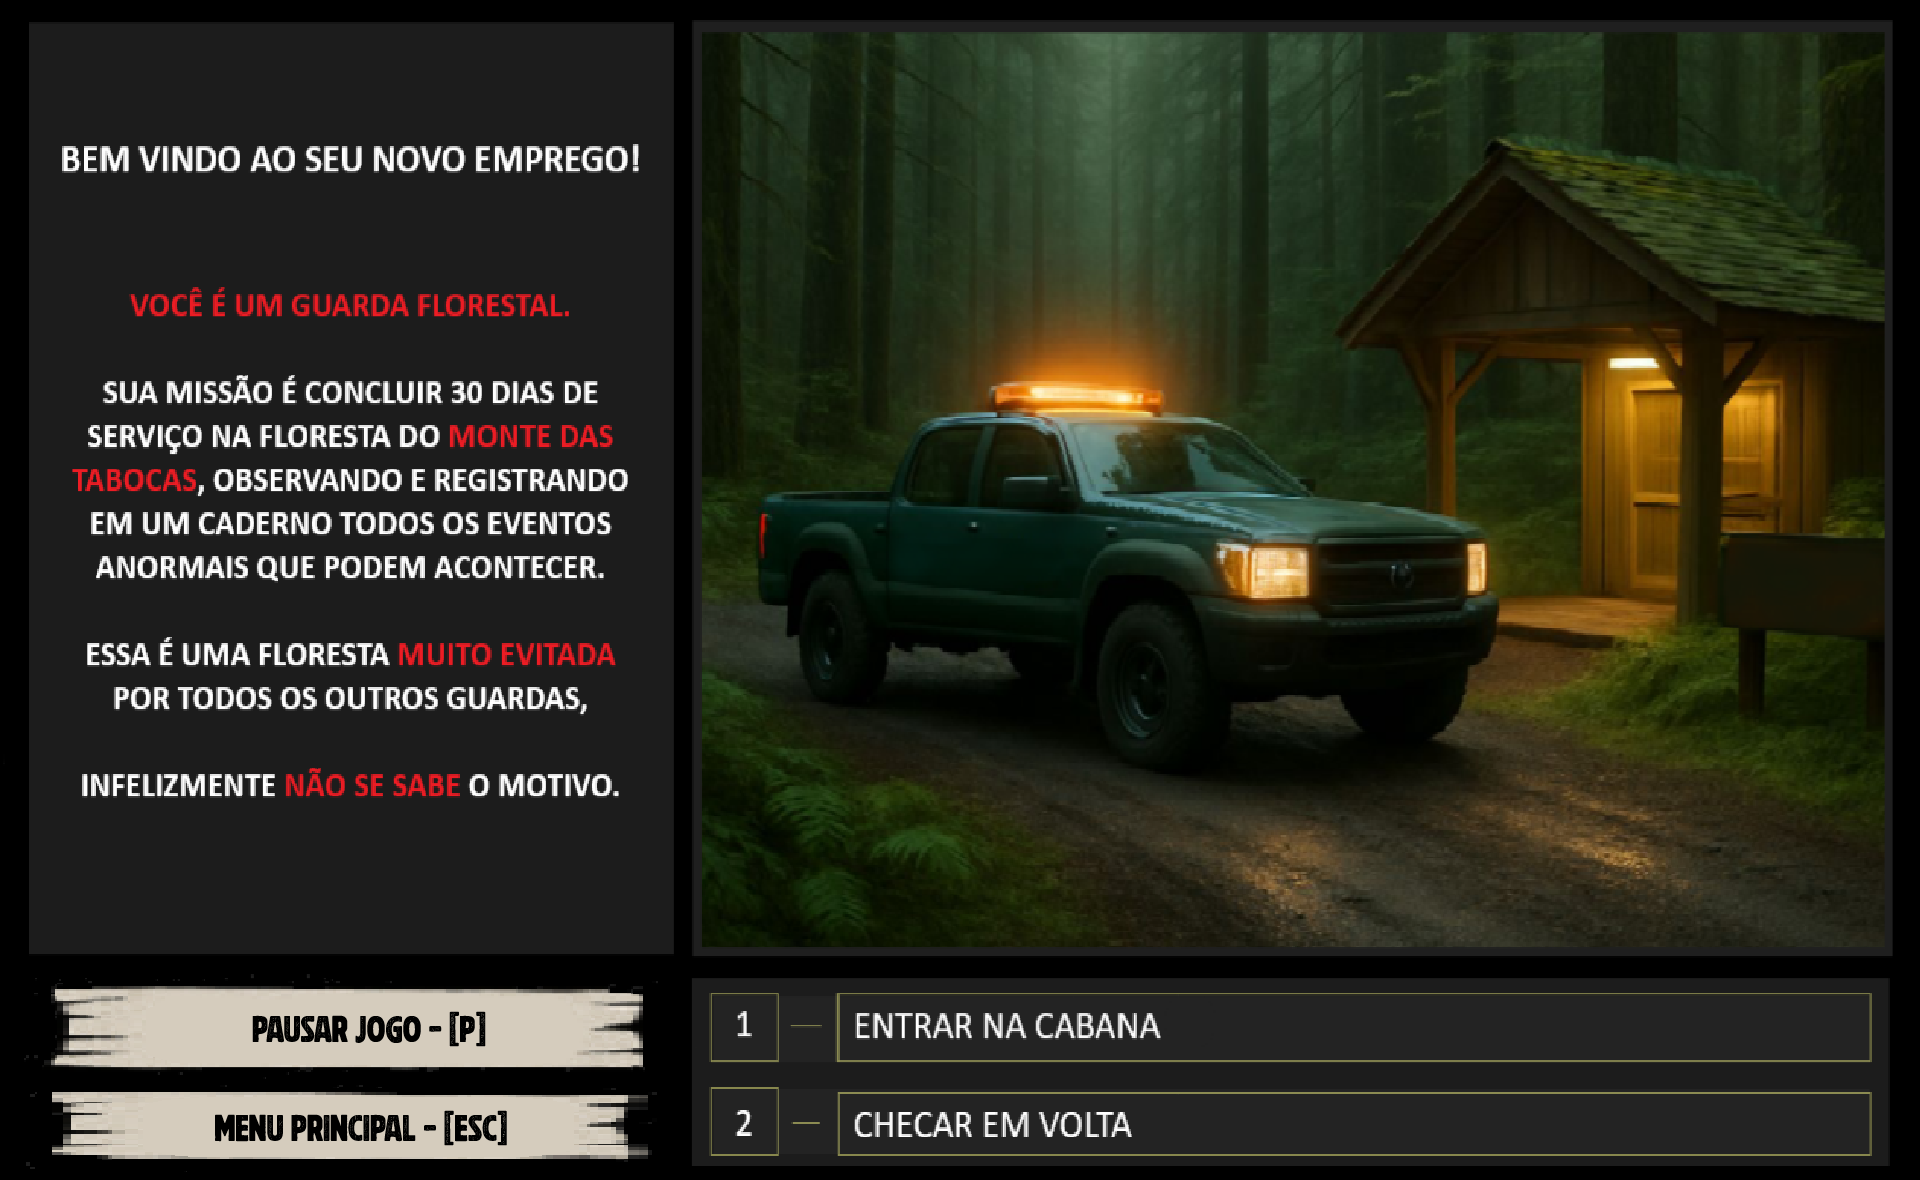 BEM VINDO AO SEU NOVO EMPREGO!
VOCÊ É UM GUARDA FLORESTAL.
SUA MISSÃO É CONCLUIR 30 DIAS DE
SERVIÇO NA FLORESTA DO MONTE DAS
TABOCAS, OBSERVANDO E REGISTRANDO
EM UM CADERNO TODOS OS EVENTOS
ANORMAIS QUE PODEM ACONTECER.
ESSA É UMA FLORESTA MUITO EVITADA
POR TODOS OS OUTROS GUARDAS,
INFELIZMENTE NÃO SE SABE O MOTIVO.
PAUSAR JOGO - [P]
MENU PRINCIPAL - [ESC]
1 — ENTRAR NA CABANA
2 — CHECAR EM VOLTA